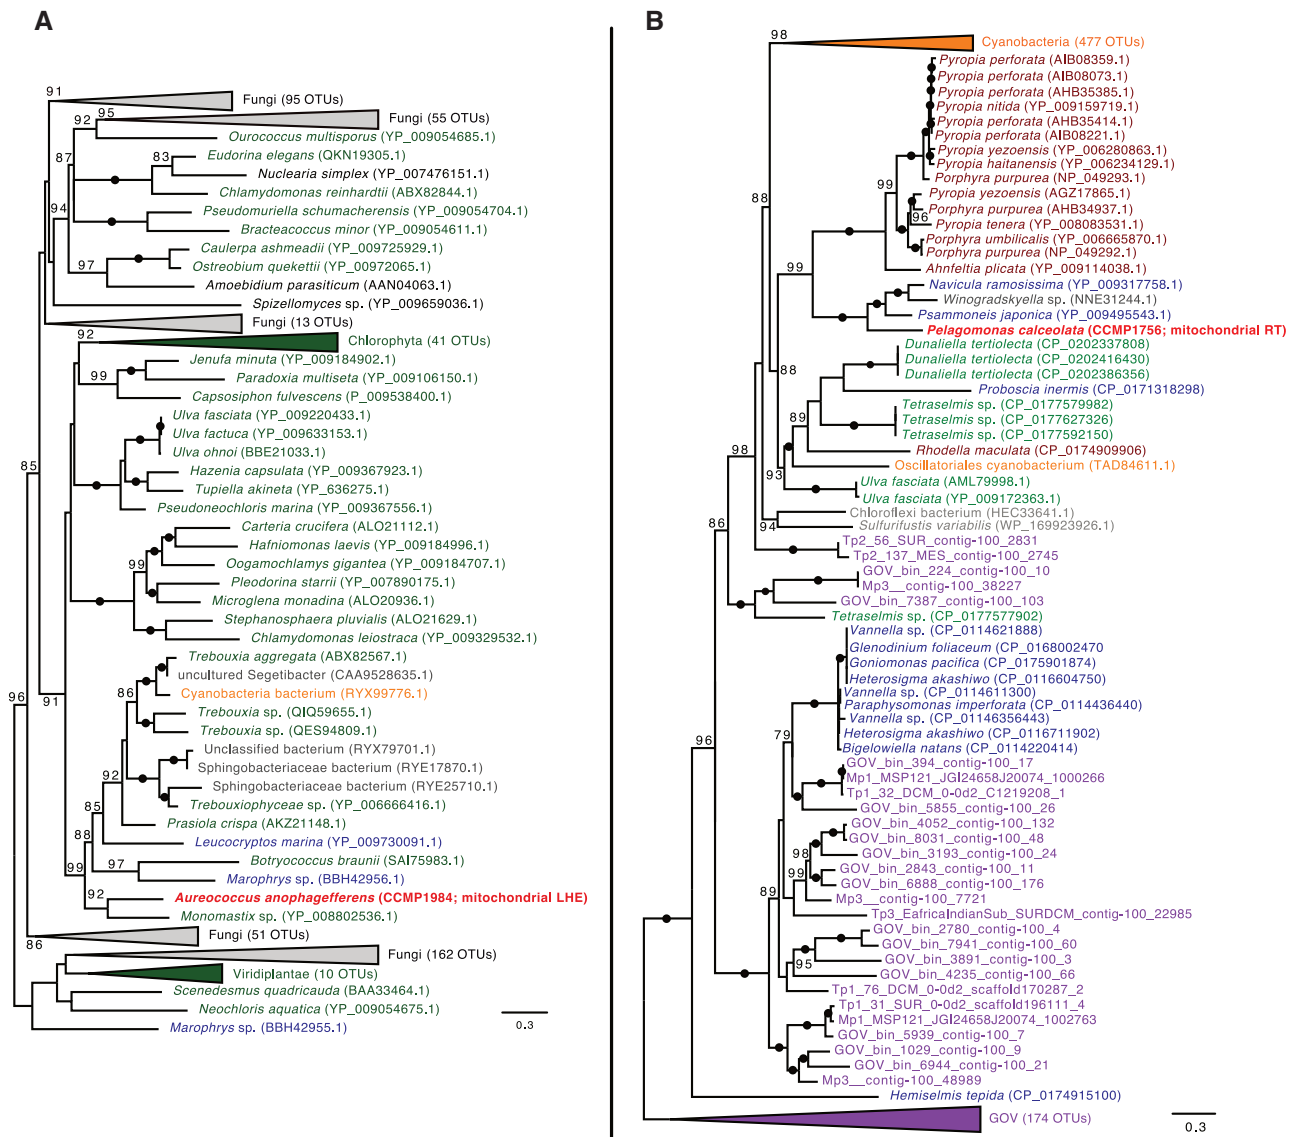 A
91
Fungi (95 OTUs)
95
92
Fungi (55 OTUs)
Ourococcus multisporus (YP_009054685.1)
87
83
Eudorina elegans (QKN19305.1)
Nuclearia simplex (YP_007476151.1)
Chlamydomonas reinhardtii (ABX82844.1)
94
Pseudomuriella schumacherensis (YP_009054704.1)
Bracteacoccus minor (YP_009054611.1)
Caulerpa ashmeadii (YP_009725929.1)
97
Ostreobium quekettii (YP_00972065.1)
Amoebidium parasiticum (AAN04063.1)
Spizellomyces sp. (YP_009659036.1)
Fungi (13 OTUs)
92
Chlorophyta (41 OTUs)
Jenufa minuta (YP_009184902.1)
99
Paradoxia multiseta (YP_009106150.1)
Capsosiphon fulvescens (P_009538400.1)
Ulva fasciata (YP_009220433.1)
Ulva factuca (YP_009633153.1)
Ulva ohnoi (BBE21033.1)
85
Hazenia capsulata (YP_009367923.1)
Tupiella akineta (YP_636275.1)
Pseudoneochloris marina (YP_009367556.1)
Carteria crucifera (ALO21112.1)
Hafniomonas laevis (YP_009184996.1)
Oogamochlamys gigantea (YP_009184707.1)
99
Pleodorina starrii (YP_007890175.1)
Microglena monadina (ALO20936.1)
Stephanosphaera pluvialis (ALO21629.1)
Chlamydomonas leiostraca (YP_009329532.1)
Trebouxia aggregata (ABX82567.1)
uncultured Segetibacter (CAA9528635.1)
86
Cyanobacteria bacterium (RYX99776.1)
96
91
Trebouxia sp. (QIQ59655.1)
Trebouxia sp. (QES94809.1)
Unclassified bacterium (RYX79701.1)
Sphingobacteriaceae bacterium (RYE17870.1)
92
Sphingobacteriaceae bacterium (RYE25710.1)
Trebouxiophyceae sp. (YP_006666416.1)
85
Prasiola crispa (AKZ21148.1)
88
Leucocryptos marina (YP_009730091.1)
97
Botryococcus braunii (SAI75983.1)
99
Marophrys sp. (BBH42956.1)
92
Aureococcus anophagefferens (CCMP1984; mitochondrial LHE)
Monomastix sp. (YP_008802536.1)
Fungi (51 OTUs)
86
Fungi (162 OTUs)
Viridiplantae (10 OTUs)
Scenedesmus quadricauda (BAA33464.1)
Neochloris aquatica (YP_009054675.1)
Marophrys sp. (BBH42955.1)
0.3
B
98
Cyanobacteria (477 OTUs)
Pyropia perforata (AIB08359.1)
Pyropia perforata (AIB08073.1)
Pyropia perforata (AHB35385.1)
Pyropia nitida (YP_009159719.1)
Pyropia perforata (AHB35414.1)
Pyropia perforata (AIB08221.1)
Pyropia yezoensis (YP_006280863.1)
Pyropia haitanensis (YP_006234129.1)
Porphyra purpurea (NP_049293.1)
99
88
Pyropia yezoensis (AGZ17865.1)
Porphyra purpurea (AHB34937.1)
96
Pyropia tenera (YP_008083531.1)
Porphyra umbilicalis (YP_006665870.1)
Porphyra purpurea (NP_049292.1)
Ahnfeltia plicata (YP_009114038.1)
99
Navicula ramosissima (YP_009317758.1)
Winogradskyella sp. (NNE31244.1)
Psammoneis japonica (YP_009495543.1)
Pelagomonas calceolata (CCMP1756; mitochondrial RT)
Dunaliella tertiolecta (CP_0202337808)
Dunaliella tertiolecta (CP_0202416430)
88
Dunaliella tertiolecta (CP_0202386356)
Proboscia inermis (CP_0171318298)
Tetraselmis sp. (CP_0177579982)
89
Tetraselmis sp. (CP_0177627326)
Tetraselmis sp. (CP_0177592150)
98
Rhodella maculata (CP_0174909906)
Oscillatoriales cyanobacterium (TAD84611.1)
93
Ulva fasciata (AML79998.1)
Ulva fasciata (YP_009172363.1)
Chloroflexi bacterium (HEC33641.1)
94
Sulfurifustis variabilis (WP_169923926.1)
86
Tp2_56_SUR_contig-100_2831
Tp2_137_MES_contig-100_2745
GOV_bin_224_contig-100_10
Mp3__contig-100_38227
GOV_bin_7387_contig-100_103
Tetraselmis sp. (CP_0177577902)
Vannella sp. (CP_0114621888)
Glenodinium foliaceum (CP_0168002470
Goniomonas pacifica (CP_0175901874)
Heterosigma akashiwo (CP_0116604750)
Vannella sp. (CP_0114611300)
Paraphysomonas imperforata (CP_0114436440)
Vannella sp. (CP_01146356443)
Heterosigma akashiwo (CP_0116711902)
79
96
Bigelowiella natans (CP_0114220414)
GOV_bin_394_contig-100_17
Mp1_MSP121_JGI24658J20074_1000266
Tp1_32_DCM_0-0d2_C1219208_1
GOV_bin_5855_contig-100_26
GOV_bin_4052_contig-100_132
GOV_bin_8031_contig-100_48
98
GOV_bin_3193_contig-100_24
99
GOV_bin_2843_contig-100_11
GOV_bin_6888_contig-100_176
89
Mp3__contig-100_7721
Tp3_EafricaIndianSub_SURDCM_contig-100_22985
GOV_bin_2780_contig-100_4
GOV_bin_7941_contig-100_60
95
GOV_bin_3891_contig-100_3
GOV_bin_4235_contig-100_66
Tp1_76_DCM_0-0d2_scaffold170287_2
Tp1_31_SUR_0-0d2_scaffold196111_4
Mp1_MSP121_JGI24658J20074_1002763
GOV_bin_5939_contig-100_7
GOV_bin_1029_contig-100_9
GOV_bin_6944_contig-100_21
Mp3__contig-100_48989
Hemiselmis tepida (CP_0174915100)
GOV (174 OTUs)
0.3